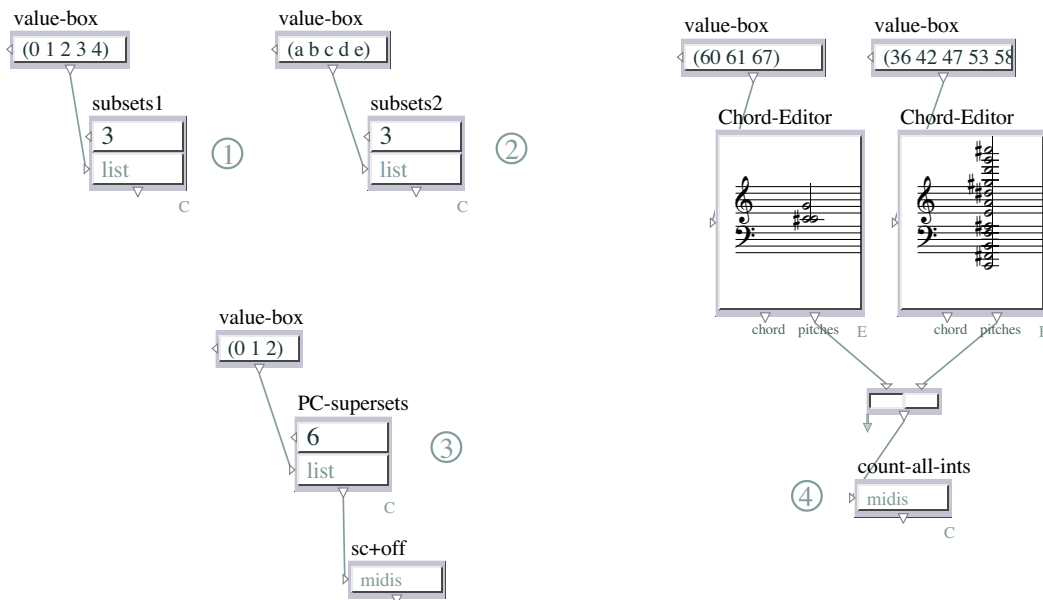 value-box
(0 1 2 3 4)
subsets1
3
list
C
1
value-box
(a b c d e)
subsets2
3
list
C
2
value-box
(0 1 2)
PC-supersets
6
list
C
3
sc+off
midis
value-box
(60 61 67)
Chord-Editor
chord pitches E
value-box
(36 42 47 53 58
Chord-Editor
chord pitches
count-all-ints
midis
C
4